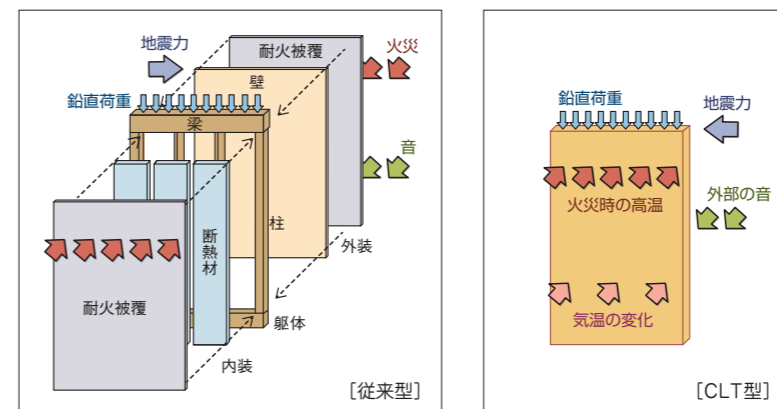 地震力
耐火被覆
火災
壁
鉛直荷重
梁
音
柱
断熱材
外装
耐火被覆
躯体
内装
[従来型]
鉛直荷重
地震力
火災時の高温
外部の音
気温の変化
[CLT型]